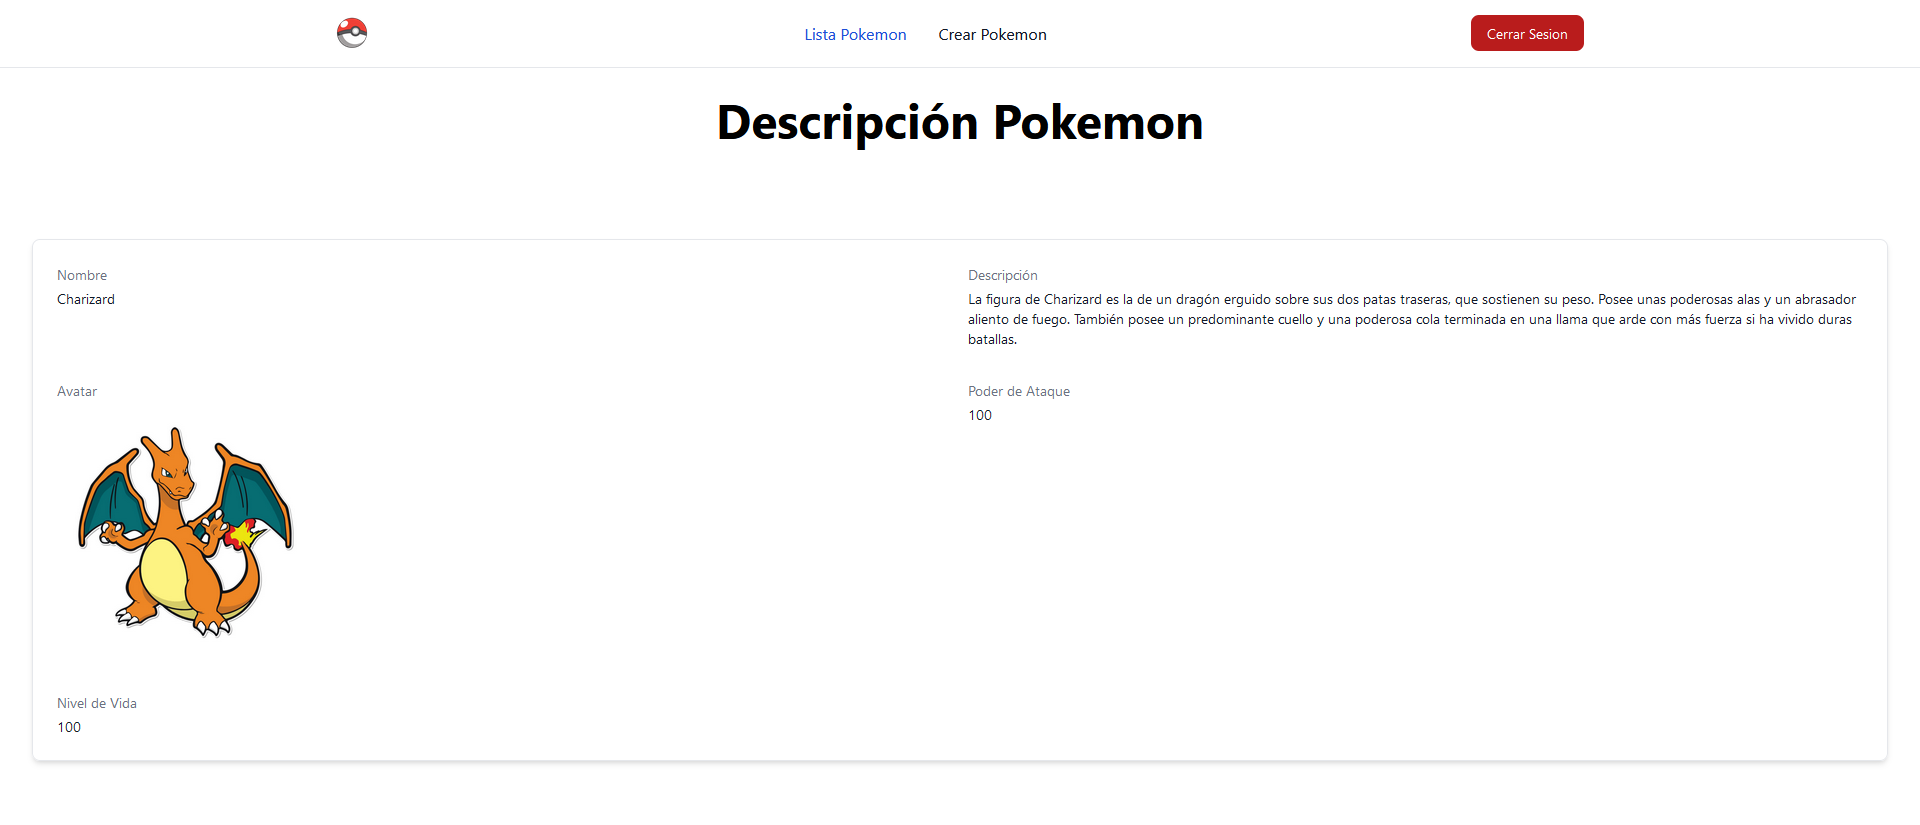 Lista Pokemon
Crear Pokemon
Cerrar Sesion
Descripción Pokemon
Nombre
Charizard
Descripción
La figura de Charizard es la de un dragón erguido sobre sus dos patas traseras, que sostienen su peso. Posee unas poderosas alas y un abrasador
aliento de fuego. También posee un predominante cuello y una poderosa cola terminada en una llama que arde con más fuerza si ha vivido duras
batallas.
Avatar
Poder de Ataque
100
Nivel de Vida
100